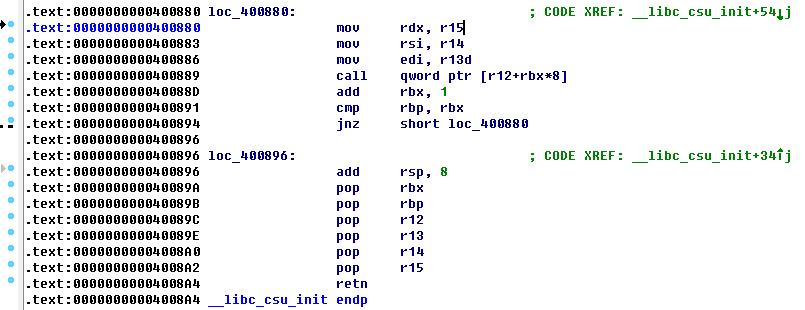 .text:0000000000400880 loc_400880: ; CODE XREF: __libc_csu_init+54↓j
.text:0000000000400880 mov rdx, r15
.text:0000000000400883 mov rsi, r14
.text:0000000000400886 mov edi, r13d
.text:0000000000400889 call qword ptr [r12+rbx*8]
.text:000000000040088D add rbx, 1
.text:0000000000400891 cmp rbp, rbx
.text:0000000000400894 jnz short loc_400880
.text:0000000000400896
.text:0000000000400896 loc_400896: ; CODE XREF: __libc_csu_init+34↑j
.text:0000000000400896 add rsp, 8
.text:000000000040089A pop rbx
.text:000000000040089B pop rbp
.text:000000000040089C pop r12
.text:000000000040089E pop r13
.text:00000000004008A0 pop r14
.text:00000000004008A2 pop r15
.text:00000000004008A4 retn
.text:00000000004008A4 __libc_csu_init endp